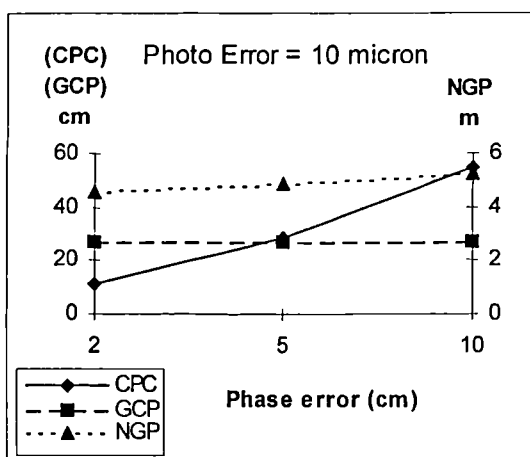 (CPC) Photo Error = 10 micron
(GCP) NGP
cm m
60 6
40 4
20 2
0 0
2 5 10
CPC
GCP
NGP
Phase error (cm)